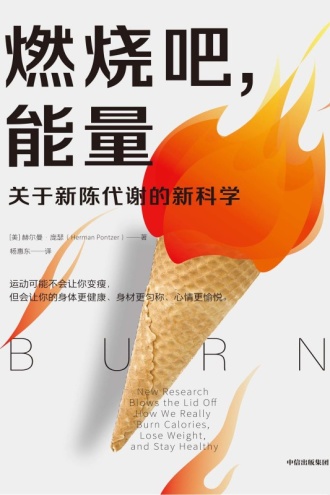 燃烧吧，
能量
关于新陈代谢的新科学
[美]赫尔曼·庞瑟（Herman Pontzer）——著
杨惠东——译
运动可能不会让你变瘦，
但会让你的身体更健康、身材更匀称、心情更愉悦。
BURN
New Research
Blows the Lid Off
How We Really
Burn Calories,
Lose Weight,
and Stay Healthy
中信出版集团